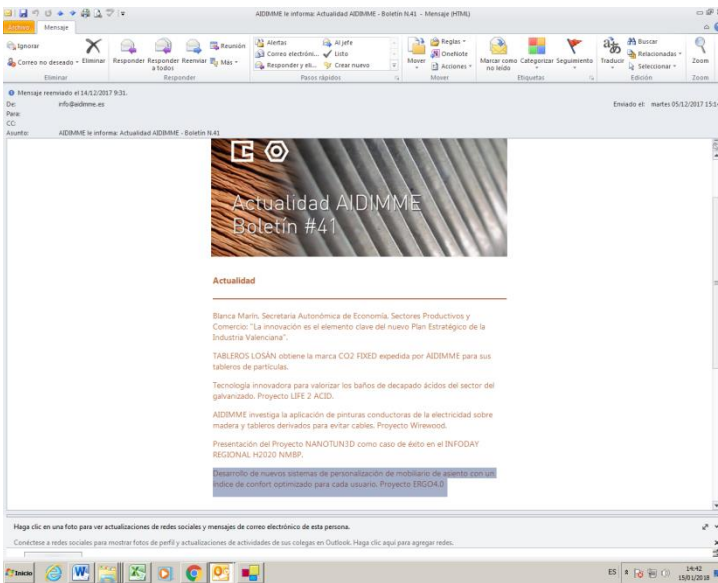 AIDIMME le informa: Actualidad AIDIMME - Boletín N.41 - Mensaje (HTML)
Archivo Mensaje
Ignorar
Correo no deseado
Eliminar
Responder
Responder a todos
Reenviar
Reunión
Más
Alertas
Correo electróni...
Responder y eli...
Al jefe
Listo
Crear nuevo
Mover
Reglas
OneNote
Acciones
Marcar como no leído
Categorizar
Seguimiento
Traducir
Buscar
Relacionadas
Seleccionar
Zoom
Eliminar Responder Pasos rápidos Mover Etiquetas Edición Zoom
Mensaje reenviado el 14/12/2017 9:31.
De: info@aidimme.es Enviado el: martes 05/12/2017
Para:
CC:
Asunto: AIDIMME le informa: Actualidad AIDIMME - Boletín N.41
Actualidad AIDIMME
Boletín #41
Actualidad
Blanca Marín, Secretaria Autonómica de Economía, Sectores Productivos y
Comercio: "La innovación es el elemento clave del nuevo Plan Estratégico de la
Industria Valenciana".
TABLEROS LOSÁN obtiene la marca CO2 FIXED expedida por AIDIMME para sus
tableros de partículas.
Tecnología innovadora para valorizar los baños de decapado ácidos del sector del
galvanizado. Proyecto LIFE 2 ACID.
AIDIMME investiga la aplicación de pinturas conductoras de la electricidad sobre
madera y tableros derivados para evitar cables. Proyecto Wirewood.
Presentación del Proyecto NANOTUN3D como caso de éxito en el INFODAY
REGIONAL H2020 NMBP.
Desarrollo de nuevos sistemas de personalización de mobiliario de asiento con un
índice de confort optimizado para cada usuario. Proyecto ERGO4.0
Haga clic en una foto para ver actualizaciones de redes sociales y mensajes de correo electrónico de esta persona.
Conéctese a redes sociales para mostrar fotos de perfil y actualizaciones de actividades de sus colegas en Outlook. Haga clic aquí para agregar redes.
Inicio ES 14:42
15/01/2018